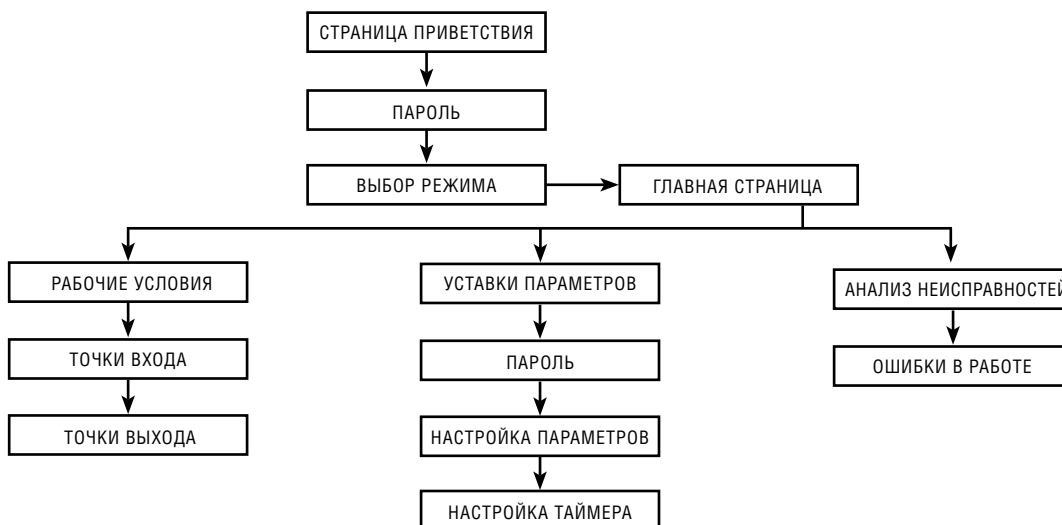 СТРАНИЦА ПРИВЕТСТВИЯ
ПАРОЛЬ
ВЫБОР РЕЖИМА
ГЛАВНАЯ СТРАНИЦА
РАБОЧИЕ УСЛОВИЯ
УСТАВКИ ПАРАМЕТРОВ
АНАЛИЗ НЕИСПРАВНОСТЕЙ
ТОЧКИ ВХОДА
ПАРОЛЬ
ОШИБКИ В РАБОТЕ
ТОЧКИ ВЫХОДА
НАСТРОЙКА ПАРАМЕТРОВ
НАСТРОЙКА ТАЙМЕРА